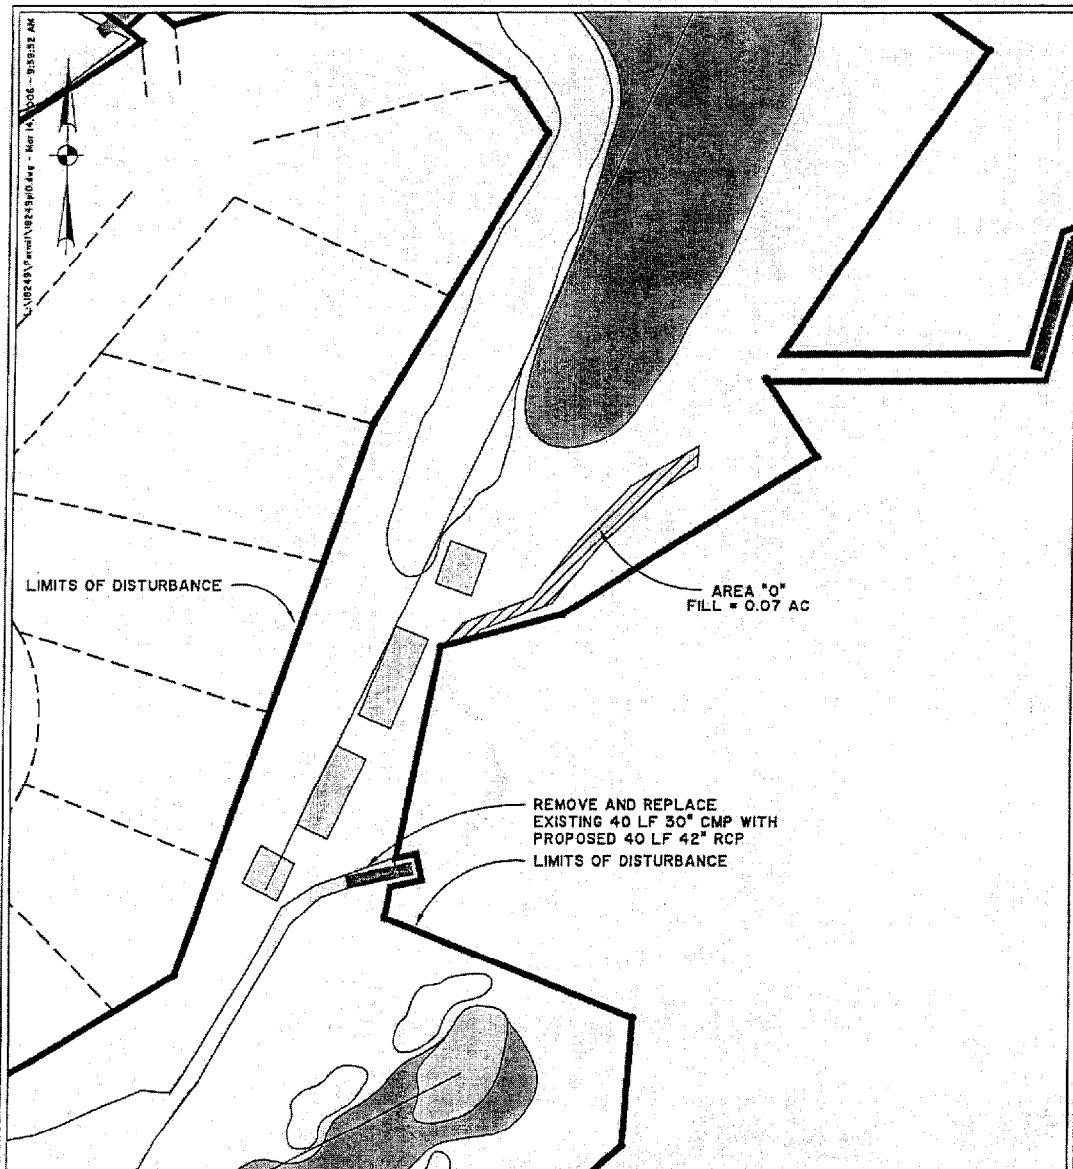 LIMITS OF DISTURBANCE
AREA "O"
FILL = 0.07 AC
REMOVE AND REPLACE
EXISTING 40 LF 30" CMP WITH
PROPOSED 40 LF 42" RCP
LIMITS OF DISTURBANCE